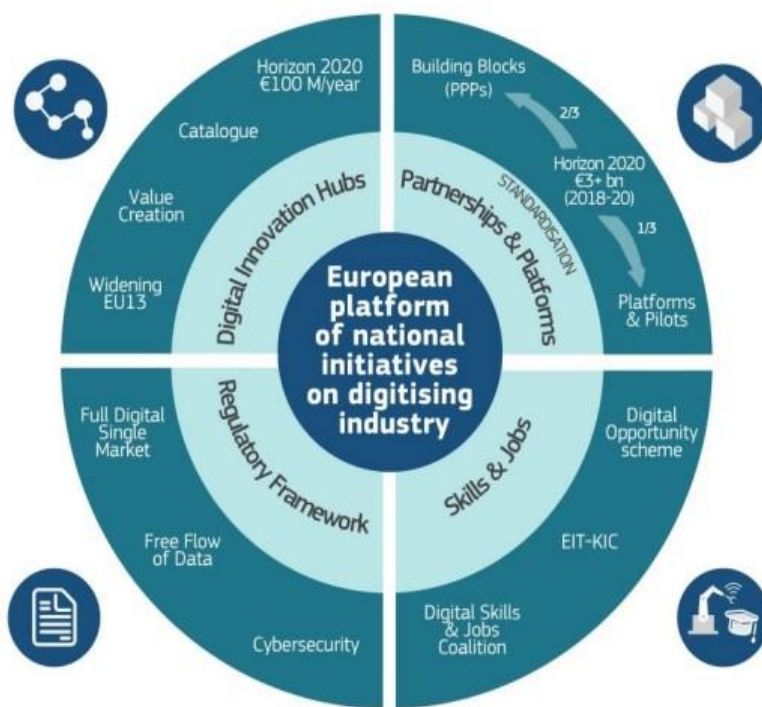 Horizon 2020
€100 M/year
Catalogue
Value
Creation
Widening
EU13
Digital Innovation Hubs
Building Blocks
(PPPs)
2/3
Horizon 2020
€3+ bn
(2018-20)
1/3
Platforms
& Pilots
STANDARDISATION
Partnerships & Platforms
European
platform
of national
initiatives
on digitising
industry
Regulatory Framework
Full Digital
Single
Market
Free Flow
of Data
Cybersecurity
Skills & Jobs
Digital
Opportunity
scheme
EIT-KIC
Digital Skills
& Jobs
Coalition